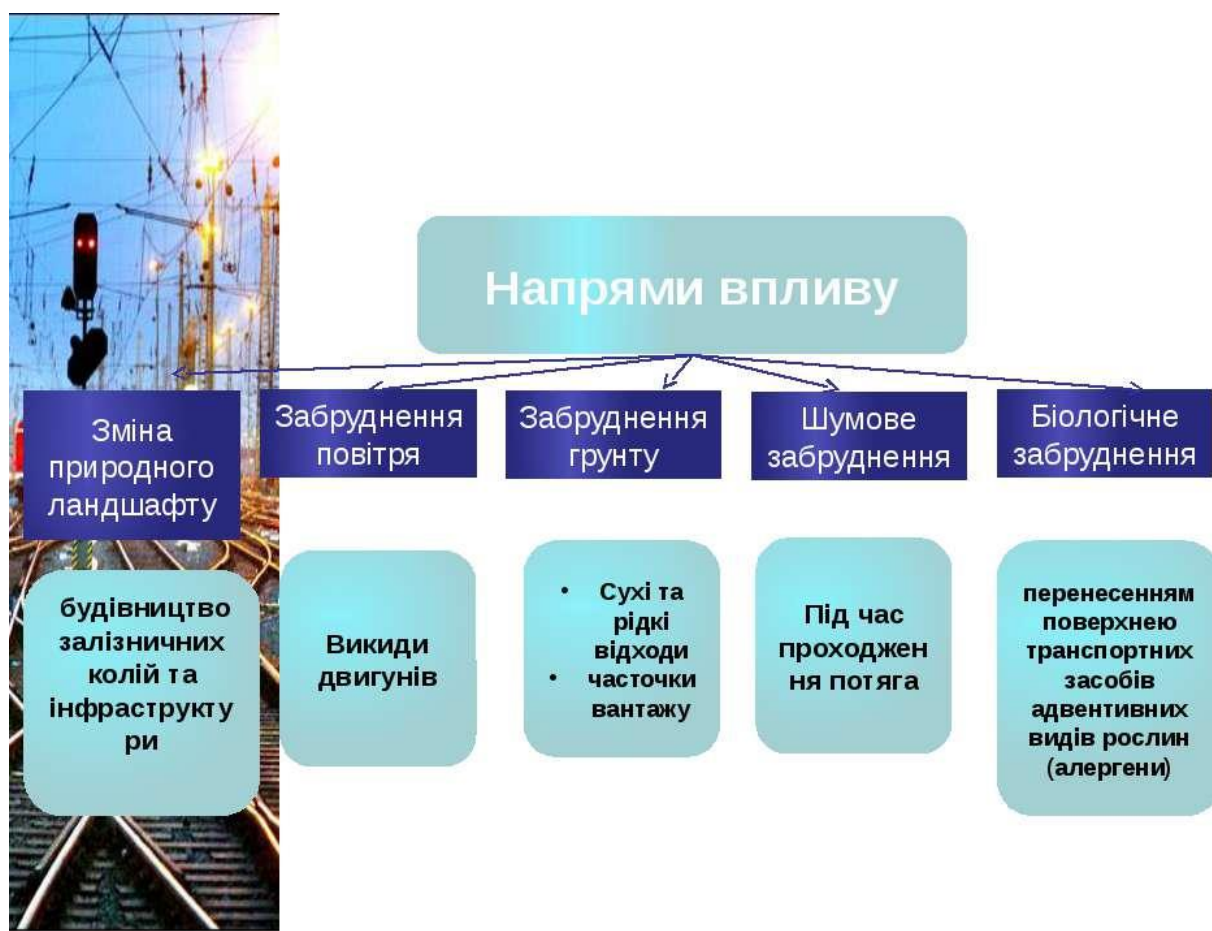 Напрями впливу
Зміна
природного
ландшафту
Забруднення
повітря
Забруднення
грунту
Шумове
забруднення
Біологічне
забруднення
будівництво
залізничних
колій та
інфраструкту
ри
Викиди
двигунів
• Сухі та
рідкі
відходи
• часточки
вантажу
Під час
проходжен
ня потяга
перенесенням
поверхнею
транспортних
засобів
адвентивних
видів рослин
(алергени)